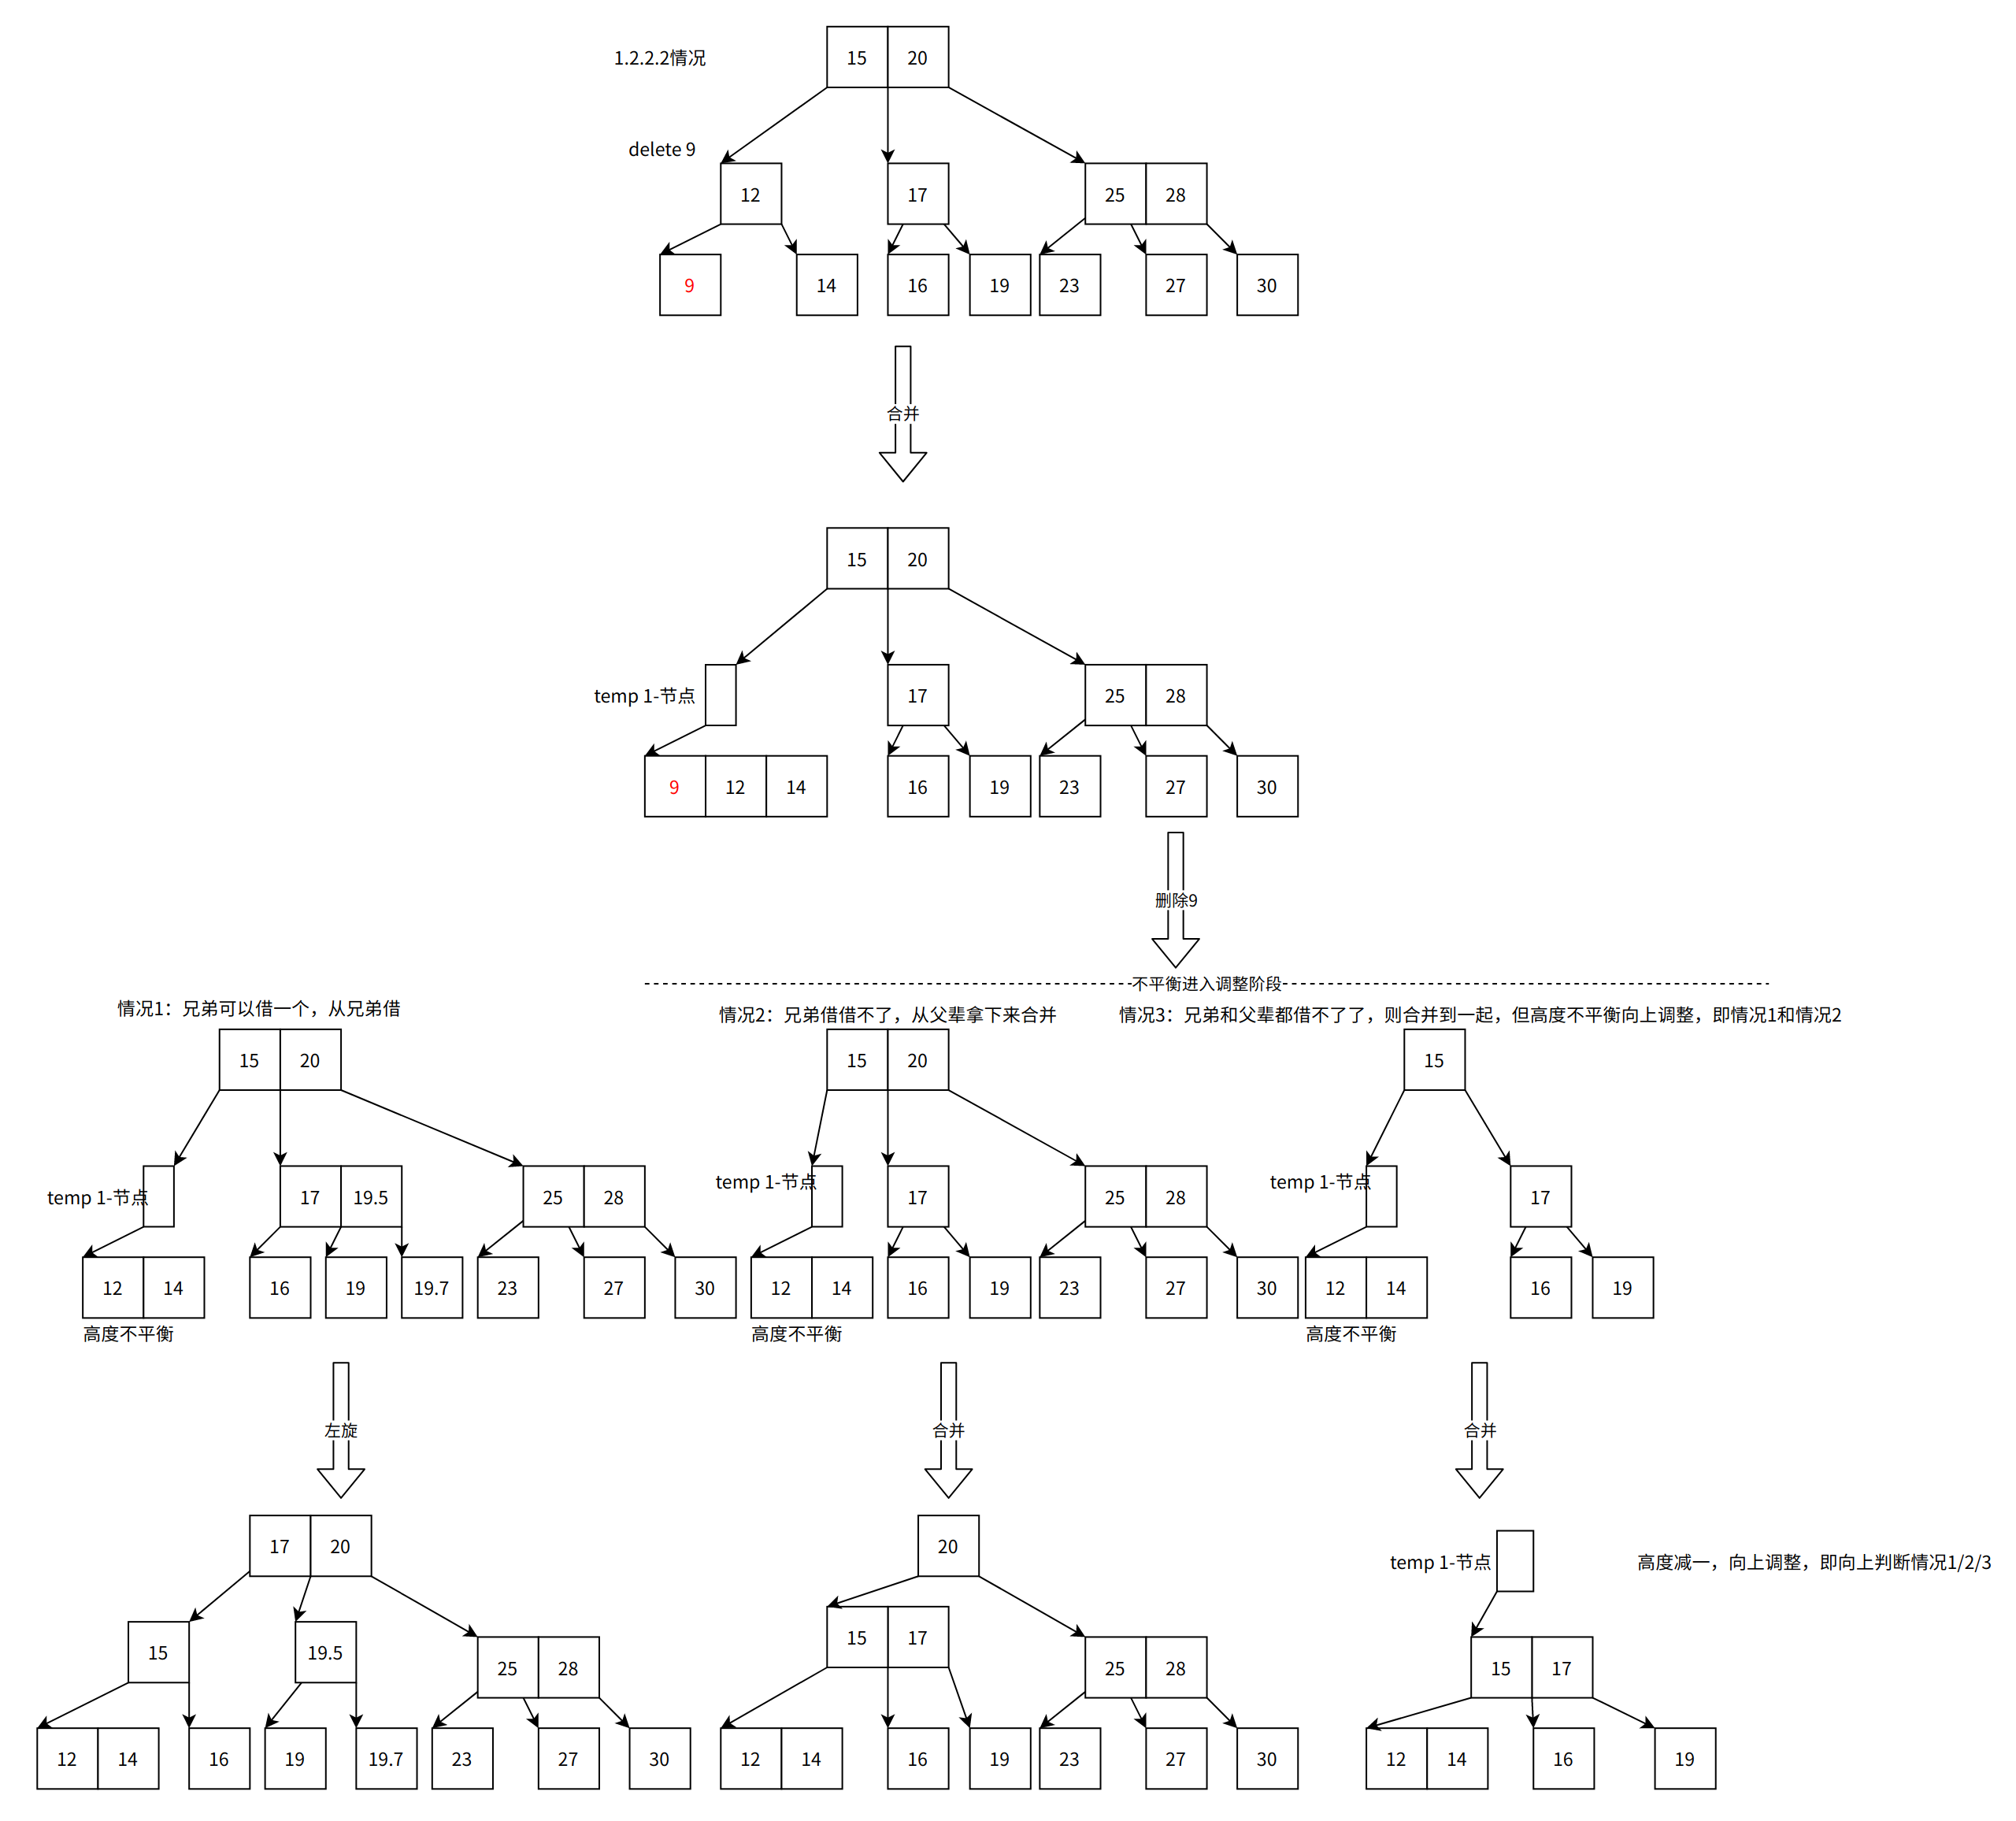 1.2.2.2情况
15 20
delete 9
12 17 25 28
9 14 16 19 23 27 30
合并
15 20
temp 1-节点 17 25 28
9 12 14 16 19 23 27 30
删除9
不平衡进入调整阶段
情况1：兄弟可以借一个，从兄弟借
情况2：兄弟借借不了，从父辈拿下来合并
情况3：兄弟和父辈都借不了了，则合并到一起，但高度不平衡向上调整，即情况1和情况2
15 20
temp 1-节点 17 19.5 25 28
12 14 16 19 19.7 23 27 30
高度不平衡
左旋
17 20
15 19.5 25 28
12 14 16 19 19.7 23 27 30
15 20
temp 1-节点 17 25 28
12 14 16 19 23 27 30
高度不平衡
合并
20
15 17 25 28
12 14 16 19 23 27 30
15
temp 1-节点 17
12 14 16 19
高度不平衡
合并
temp 1-节点
高度减一，向上调整，即向上判断情况1/2/3
15 17
12 14 16 19